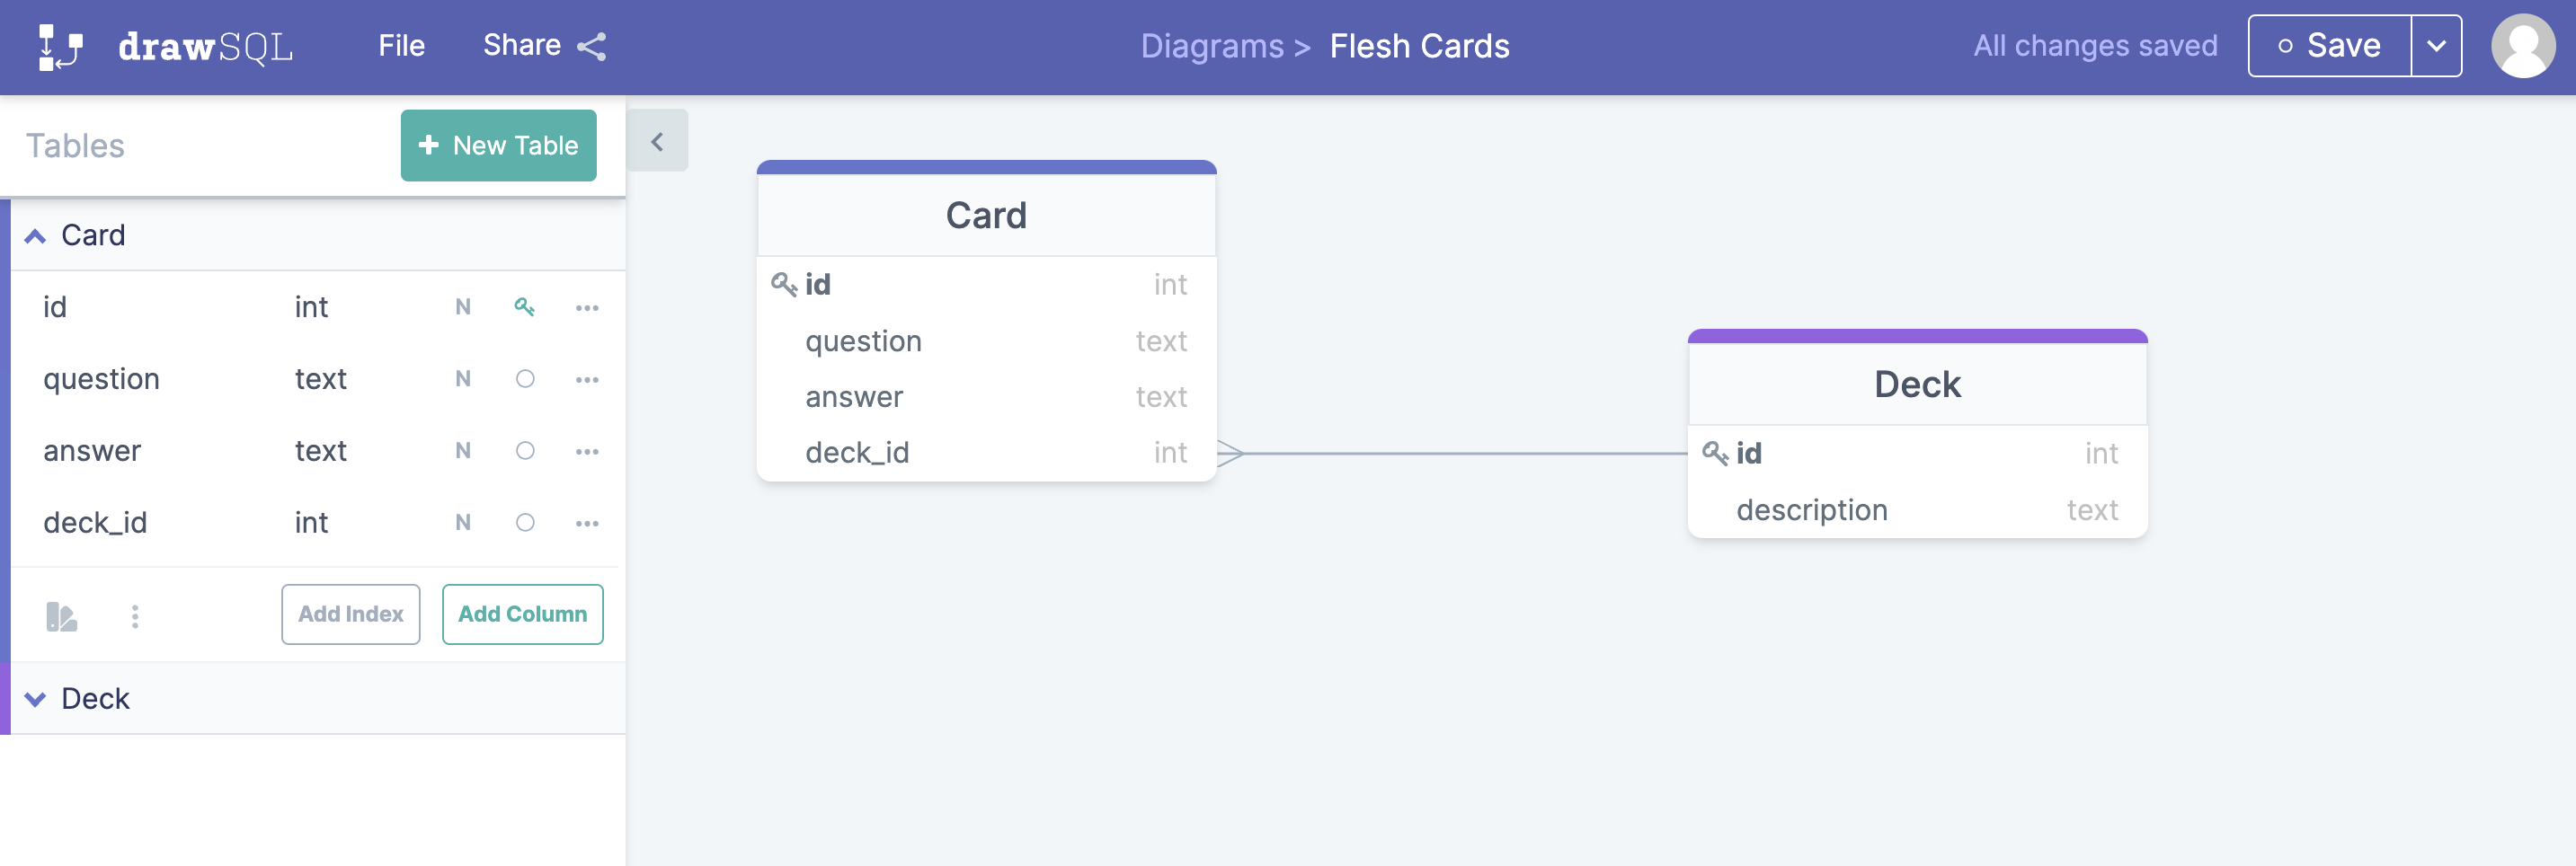 drawSQL File Share Diagrams > Flesh Cards All changes saved Save
Tables + New Table
Card
id int N
question text N
answer text N
deck_id int N
Add Index Add Column
Deck
Card
id int
question text
answer text
deck_id int
Deck
id int
description text